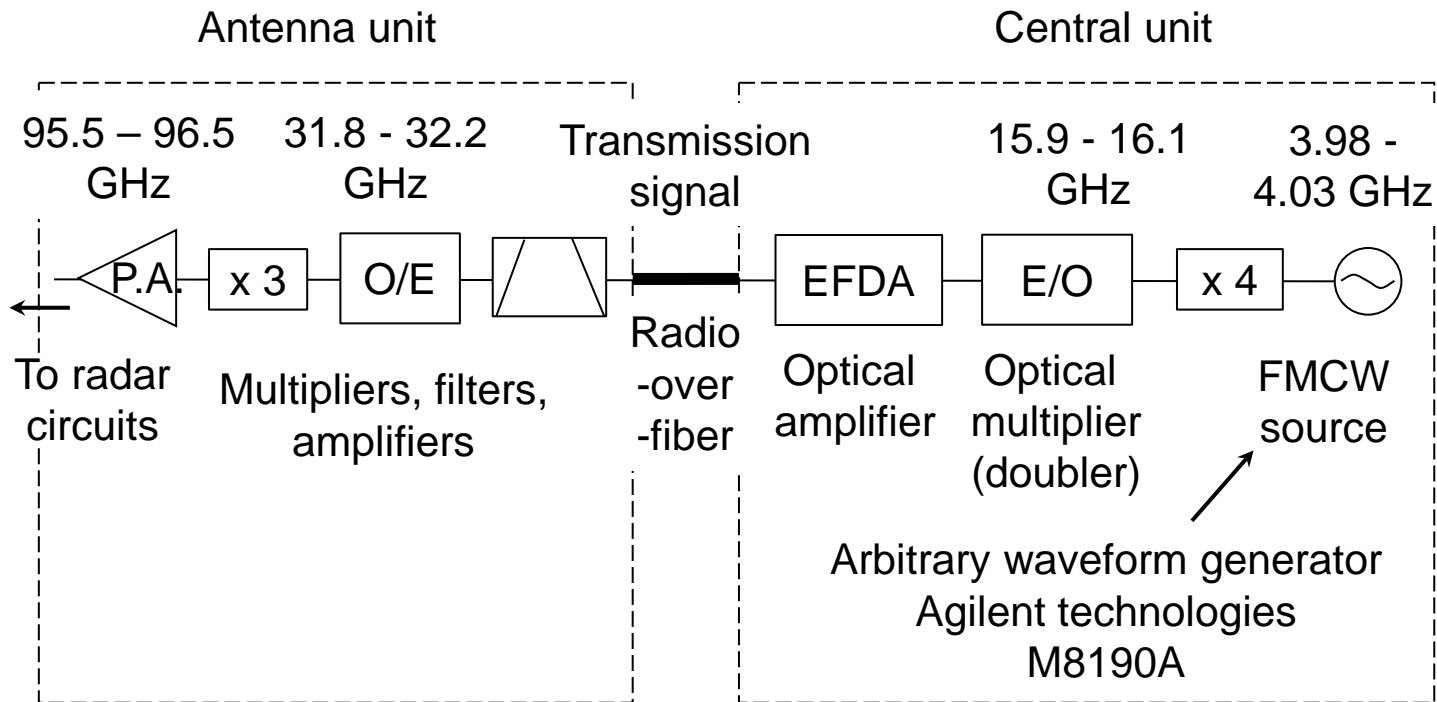 Antenna unit
Central unit
95.5 – 96.5
GHz
31.8 - 32.2
GHz
Transmission
signal
15.9 - 16.1
GHz
3.98 -
4.03 GHz
P.A.
x 3
O/E
EFDA
E/O
x 4
To radar
circuits
Multipliers, filters,
amplifiers
Radio
-over
-fiber
Optical
amplifier
Optical
multiplier
(doubler)
FMCW
source
Arbitrary waveform generator
Agilent technologies
M8190A